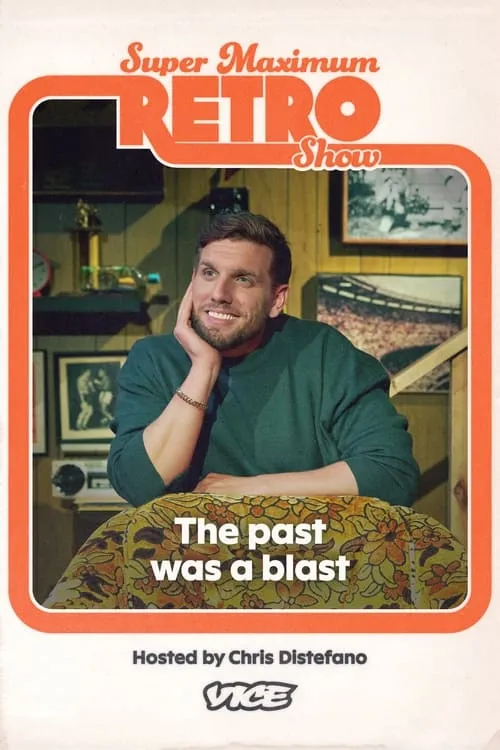 Super Maximum
RETRO
Show
The past
was a blast
Hosted by Chris Distefano
VICE